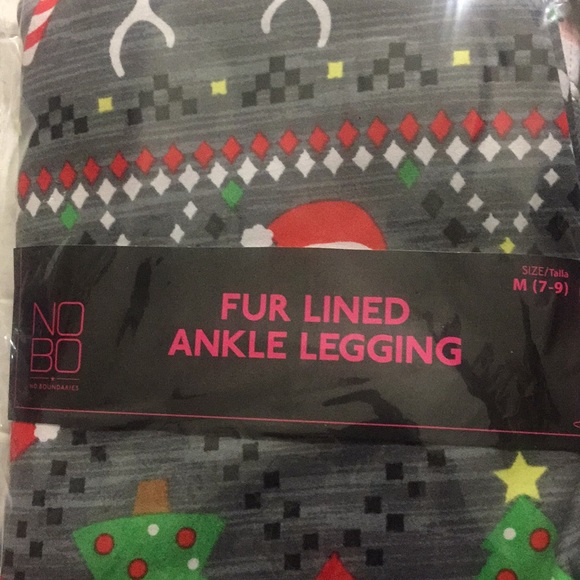 SIZE/Talla
M (7-9)
NO
BO
NO BOUNDARIES
FUR LINED
ANKLE LEGGING